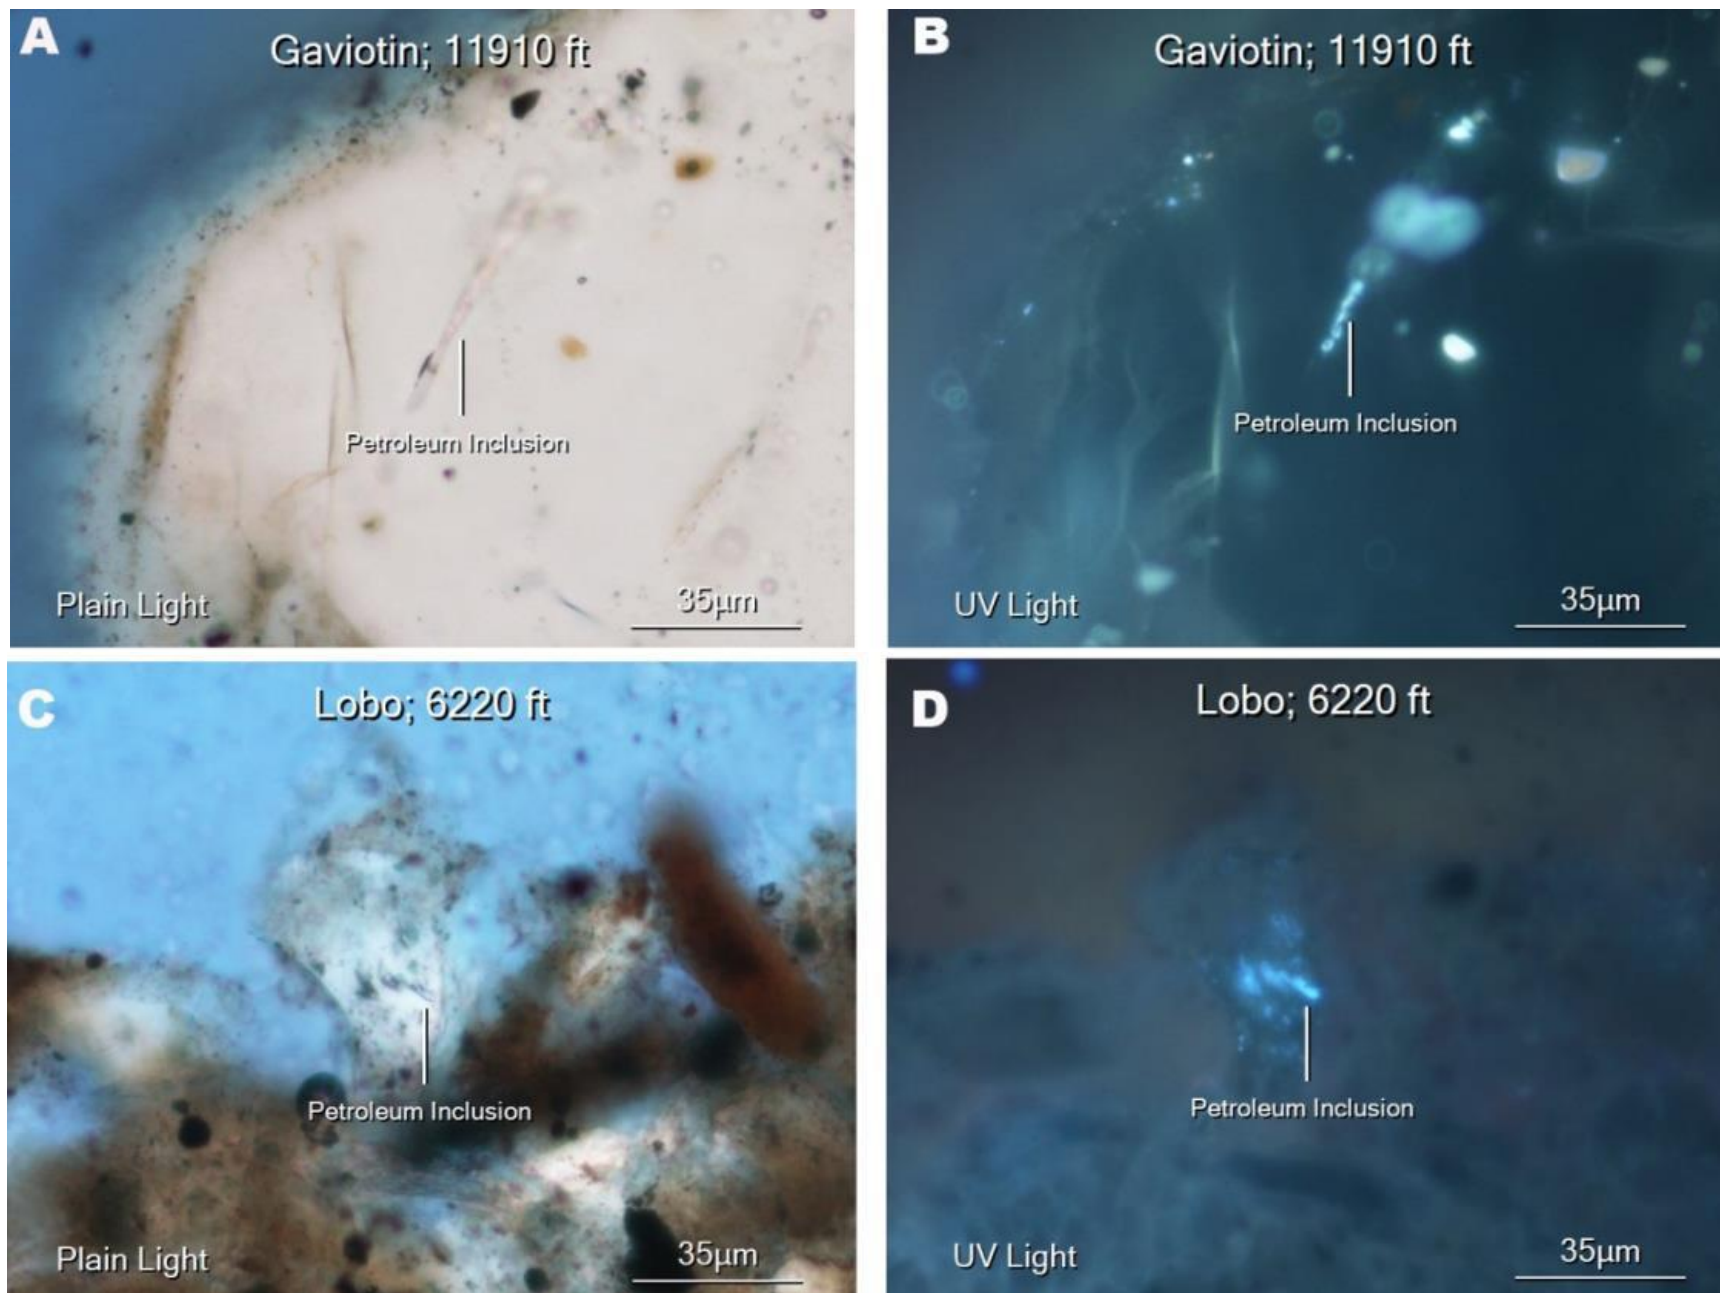 A
Gaviotin; 11910 ft
Petroleum Inclusion
Plain Light
35µm
B
Gaviotin; 11910 ft
Petroleum Inclusion
UV Light
35µm
C
Lobo; 6220 ft
Petroleum Inclusion
Plain Light
35µm
D
Lobo; 6220 ft
Petroleum Inclusion
UV Light
35µm